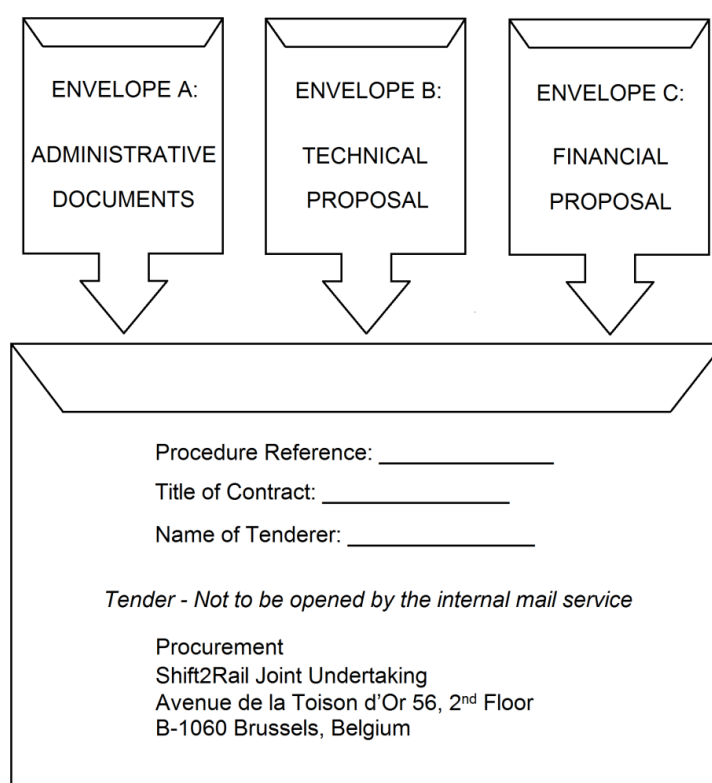 ENVELOPE A:
ADMINISTRATIVE
DOCUMENTS
ENVELOPE B:
TECHNICAL
PROPOSAL
ENVELOPE C:
FINANCIAL
PROPOSAL
Procedure Reference: _______________
Title of Contract: ________________
Name of Tenderer: ________________
Tender - Not to be opened by the internal mail service
Procurement
Shift2Rail Joint Undertaking
Avenue de la Toison d'Or 56, 2nd Floor
B-1060 Brussels, Belgium